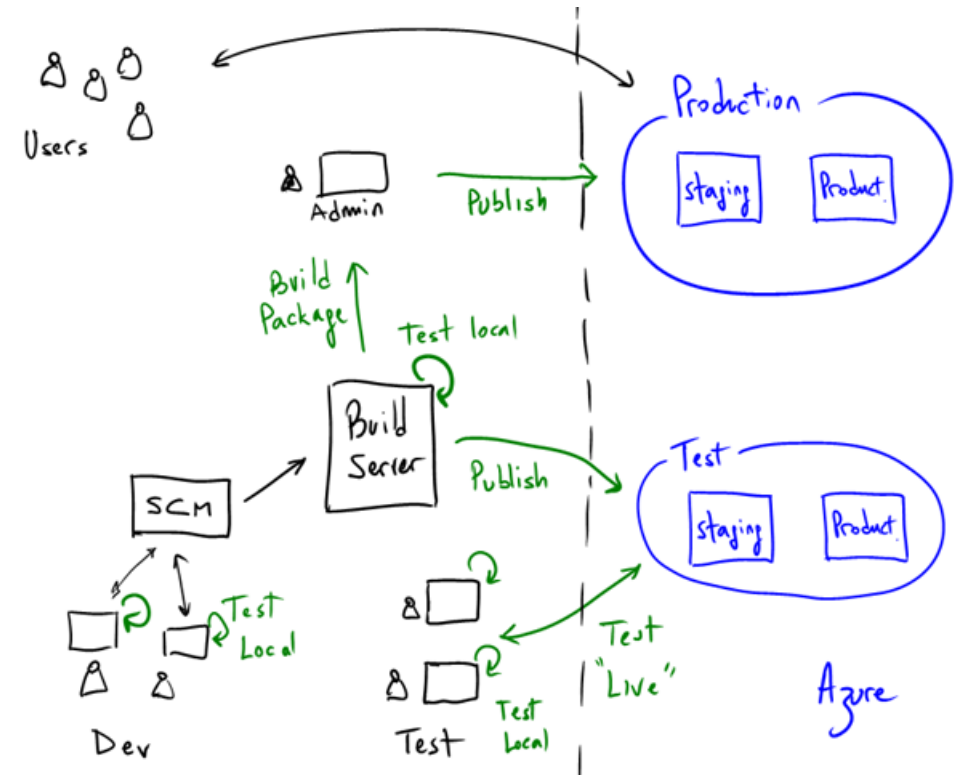 Users
Production
staging
Product.
Admin
Publish
Build
Package
Test local
Build
Server
Publish
SCM
Test
staging
Product.
Test
Local
Test
"Live"
Azure
Test
Local
Dev
Test